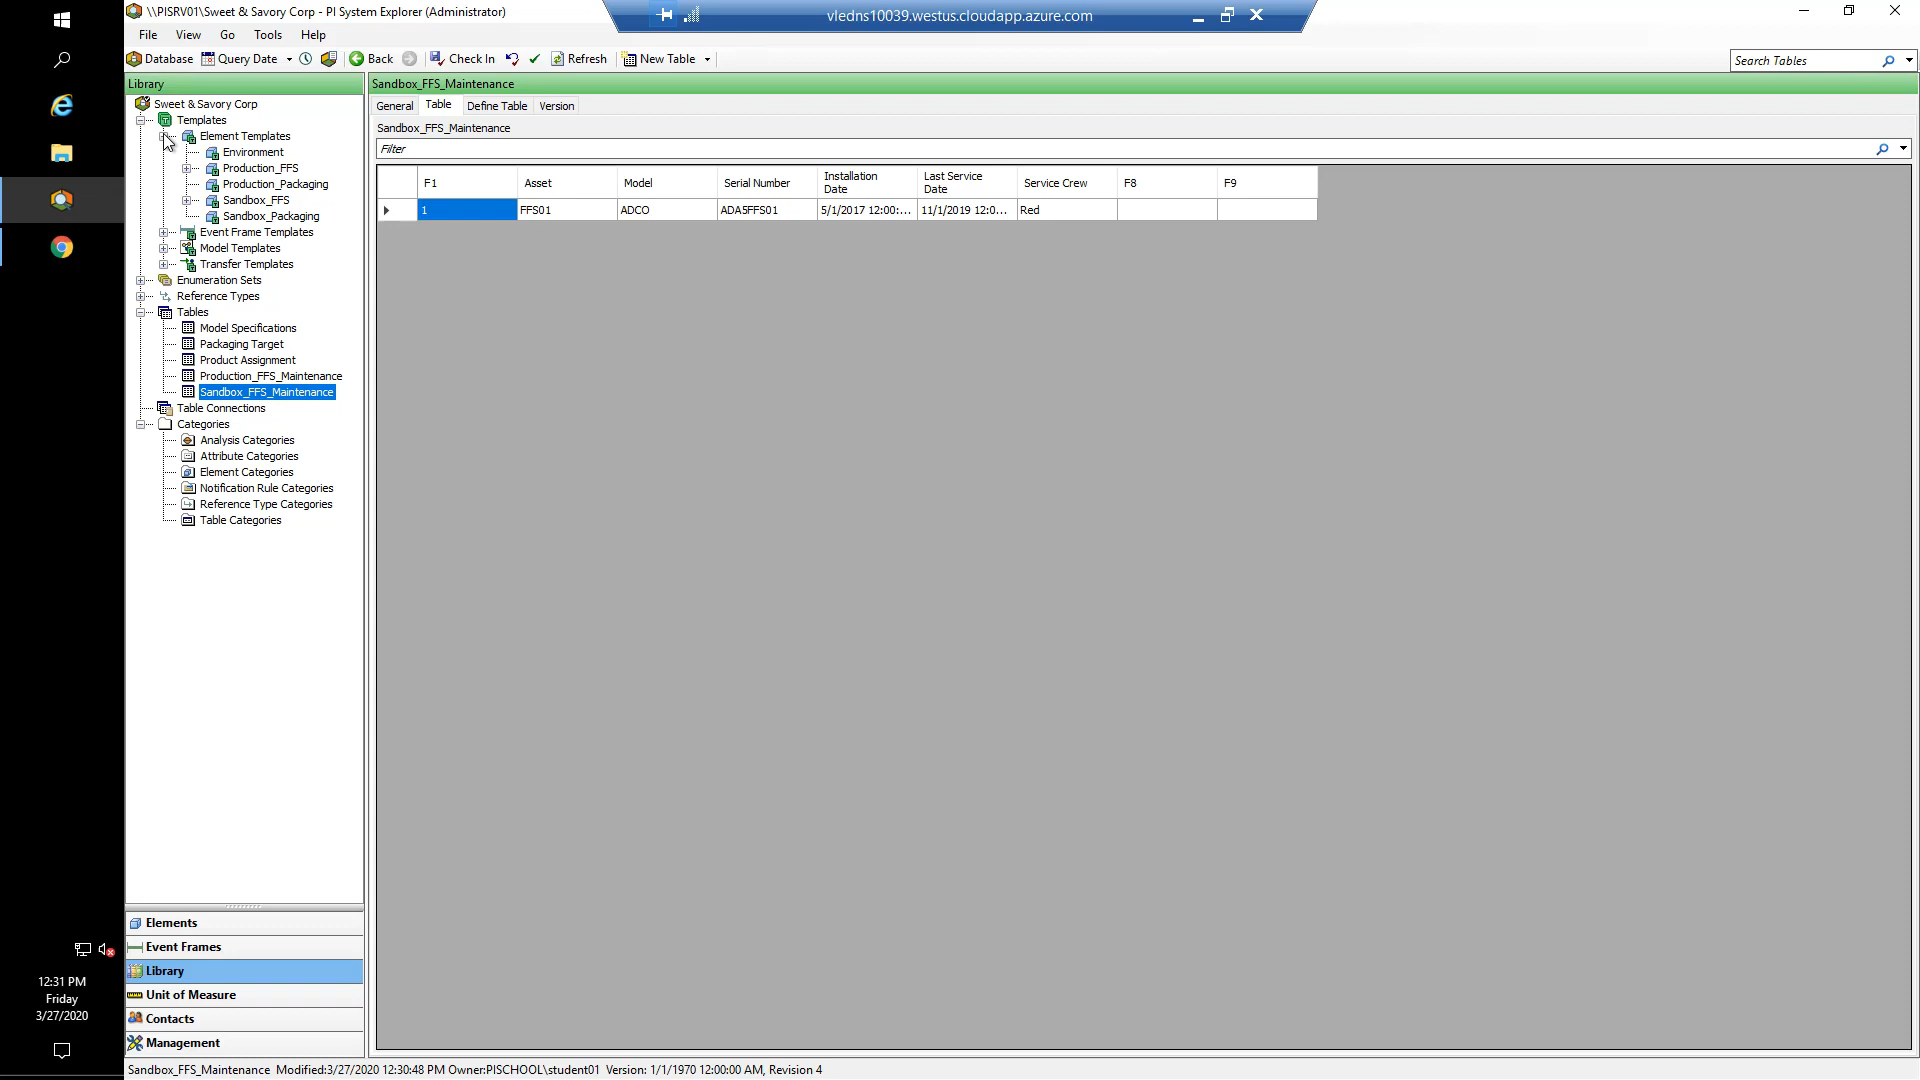 \\PISRV01\Sweet & Savory Corp - PI System Explorer (Administrator)
vledns10039.westus.cloudapp.azure.com
File View Go Tools Help
Database Query Date Back Check In Refresh New Table
Search Tables
Library
Sandbox_FFS_Maintenance
Sweet & Savory Corp
Templates
Element Templates
Environment
Production_FFS
Production_Packaging
Sandbox_FFS
Sandbox_Packaging
Event Frame Templates
Model Templates
Transfer Templates
Enumeration Sets
Reference Types
Tables
Model Specifications
Packaging Target
Product Assignment
Production_FFS_Maintenance
Sandbox_FFS_Maintenance
Table Connections
Categories
Analysis Categories
Attribute Categories
Element Categories
Notification Rule Categories
Reference Type Categories
Table Categories
General Table Define Table Version
Sandbox_FFS_Maintenance
Filter
F1 Asset Model Serial Number Installation Date Last Service Date Service Crew F8 F9
1 FFS01 ADCO ADA5FFS01 5/1/2017 12:00:... 11/1/2019 12:0... Red
Elements
Event Frames
Library
Unit of Measure
Contacts
Management
12:31 PM
Friday
3/27/2020
Sandbox_FFS_Maintenance Modified:3/27/2020 12:30:48 PM Owner:PISCHOOL\student01 Version: 1/1/1970 12:00:00 AM, Revision 4